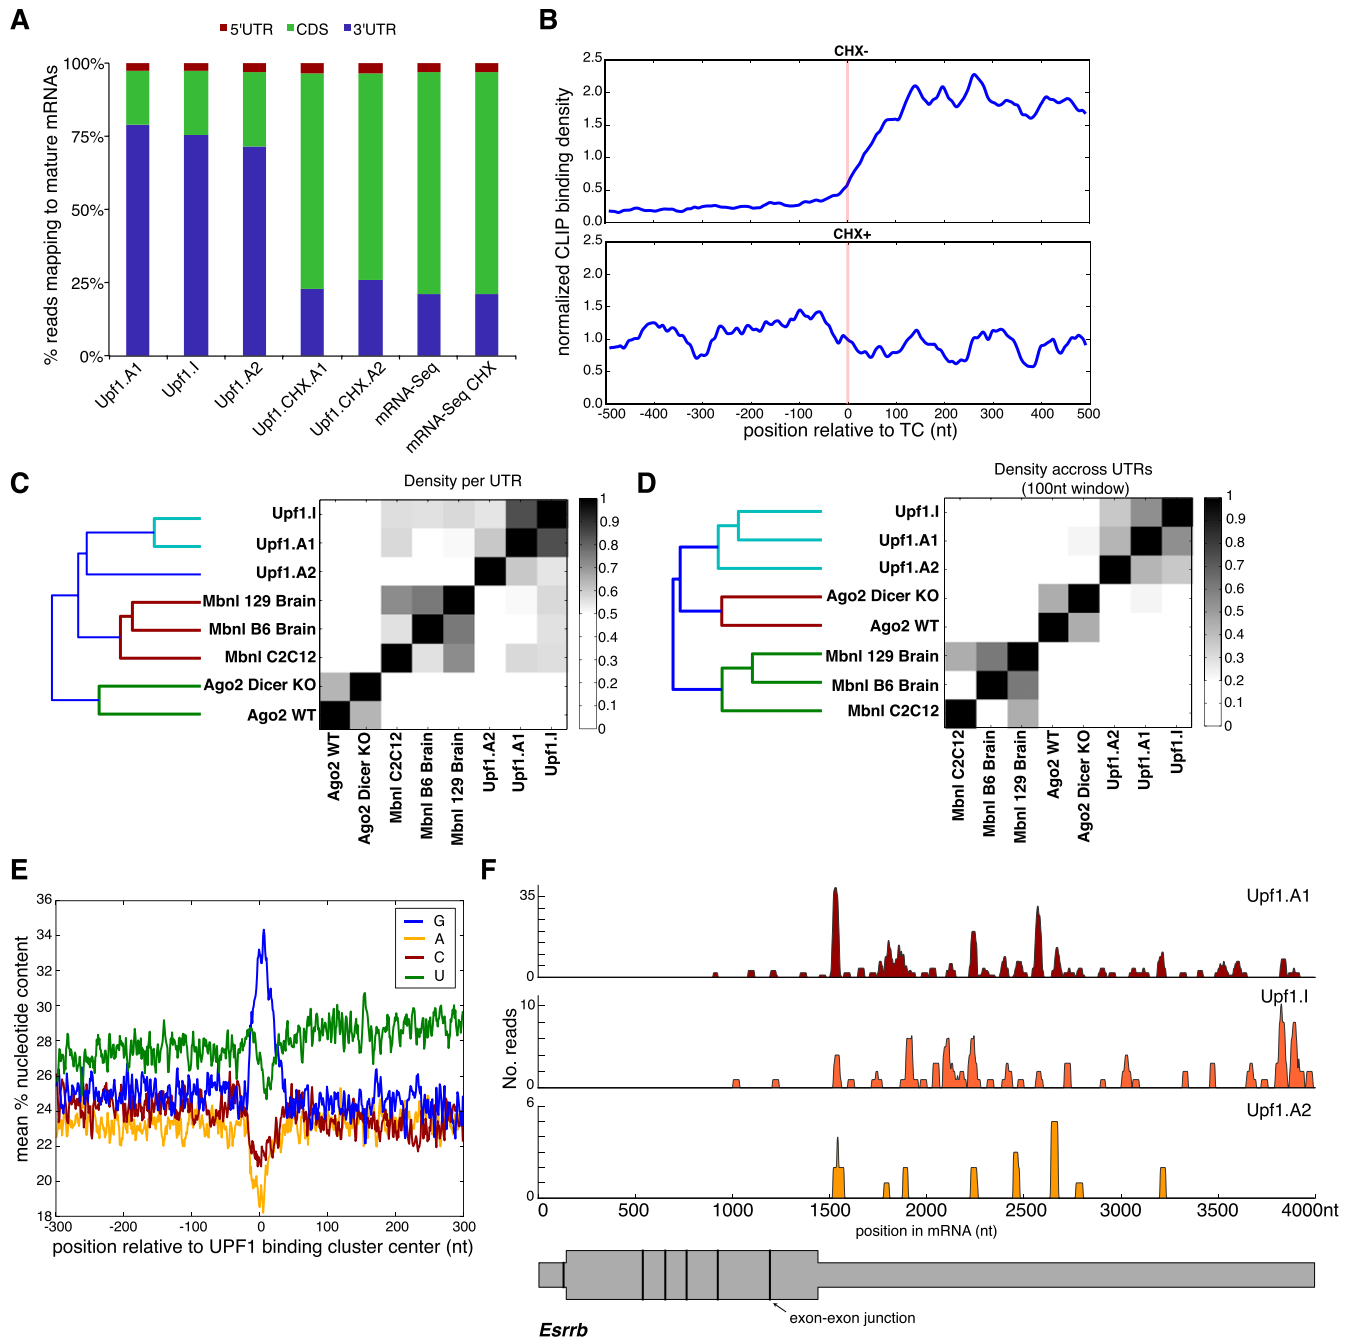 A
5'UTR CDS 3'UTR
% reads mapping to mature mRNAs
100%
75%
50%
25%
0%
Upf1.A1
Upf1.I
Upf1.A2
Upf1.CHX.A1
Upf1.CHX.A2
mRNA-Seq
mRNA-Seq CHX
B
normalized CLIP binding density
CHX-
2.5
2.0
1.5
1.0
0.5
0.0
CHX+
2.5
2.0
1.5
1.0
0.5
0.0
-500 -400 -300 -200 -100 0 100 200 300 400 500
position relative to TC (nt)
C
Density per UTR
Upf1.I
Upf1.A1
Upf1.A2
Mbnl 129 Brain
Mbnl B6 Brain
Mbnl C2C12
Ago2 Dicer KO
Ago2 WT
Ago2 WT
Ago2 Dicer KO
Mbnl C2C12
Mbnl B6 Brain
Mbnl 129 Brain
Upf1.A2
Upf1.A1
Upf1.I
1
0.9
0.8
0.7
0.6
0.5
0.4
0.3
0.2
0.1
0
D
Density accross UTRs
(100nt window)
Upf1.I
Upf1.A1
Upf1.A2
Ago2 Dicer KO
Ago2 WT
Mbnl 129 Brain
Mbnl B6 Brain
Mbnl C2C12
Mbnl C2C12
Mbnl B6 Brain
Mbnl 129 Brain
Ago2 WT
Ago2 Dicer KO
Upf1.A2
Upf1.A1
Upf1.I
1
0.9
0.8
0.7
0.6
0.5
0.4
0.3
0.2
0.1
0
E
mean % nucleotide content
36
34
32
30
28
26
24
22
20
18
G
A
C
U
-300 -200 -100 0 100 200 300
position relative to UPF1 binding cluster center (nt)
F
No. reads
35
0
Upf1.A1
10
0
Upf1.I
6
0
Upf1.A2
0 500 1000 1500 2000 2500 3000 3500 4000nt
position in mRNA (nt)
exon-exon junction
Esrrb